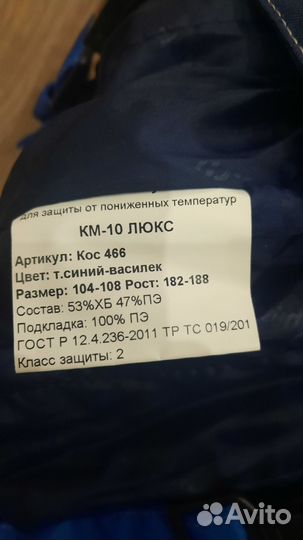 для защиты от пониженных температур
КМ-10 ЛЮКС
Артикул: Кос 466
Цвет: т.синий-василек
Размер: 104-108 Рост: 182-188
Состав: 53%ХБ 47%ПЭ
Подкладка: 100% ПЭ
ГОСТ Р 12.4.236-2011 ТР ТС 019/201
Класс защиты: 2
Avito